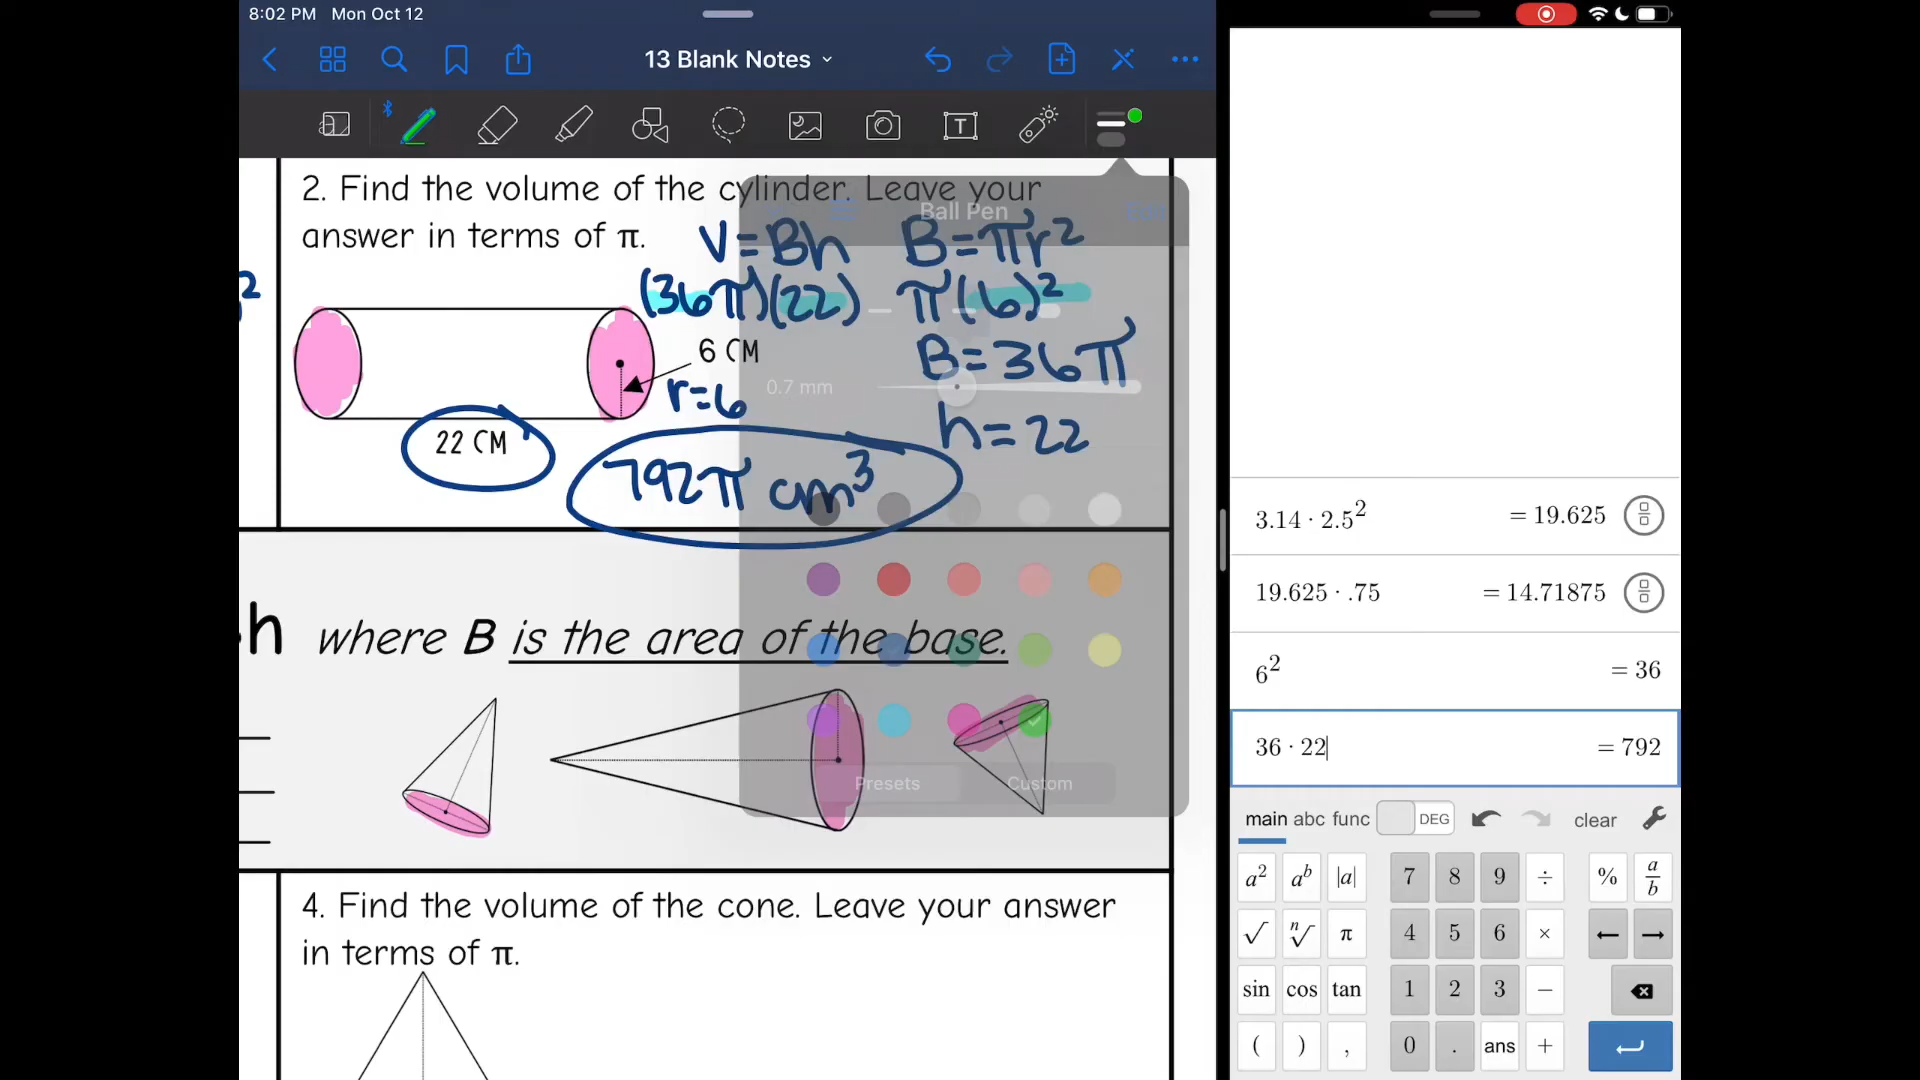 8:02 PM Mon Oct 12
13 Blank Notes
T
2. Find the volume of the cylinder. Leave your
answer in terms of π.
Ball Pen
Edit
V=Bh
B=πr²
(36π)(22)
π(6)²
²
6 CM
B=36π
0.7 mm
r=6
h=22
22 CM
792π cm³
h where B is the area of the base.
Presets
Custom
4. Find the volume of the cone. Leave your answer
in terms of π.
3.14 · 2.5² = 19.625
19.625 · .75 = 14.71875
6² = 36
36 · 22 = 792
main abc func DEG clear
a² aᵇ |a| 7 8 9 ÷ % a/b
√ ⁿ√ π 4 5 6 × ← →
sin cos tan 1 2 3 −
( ) , 0 . ans +